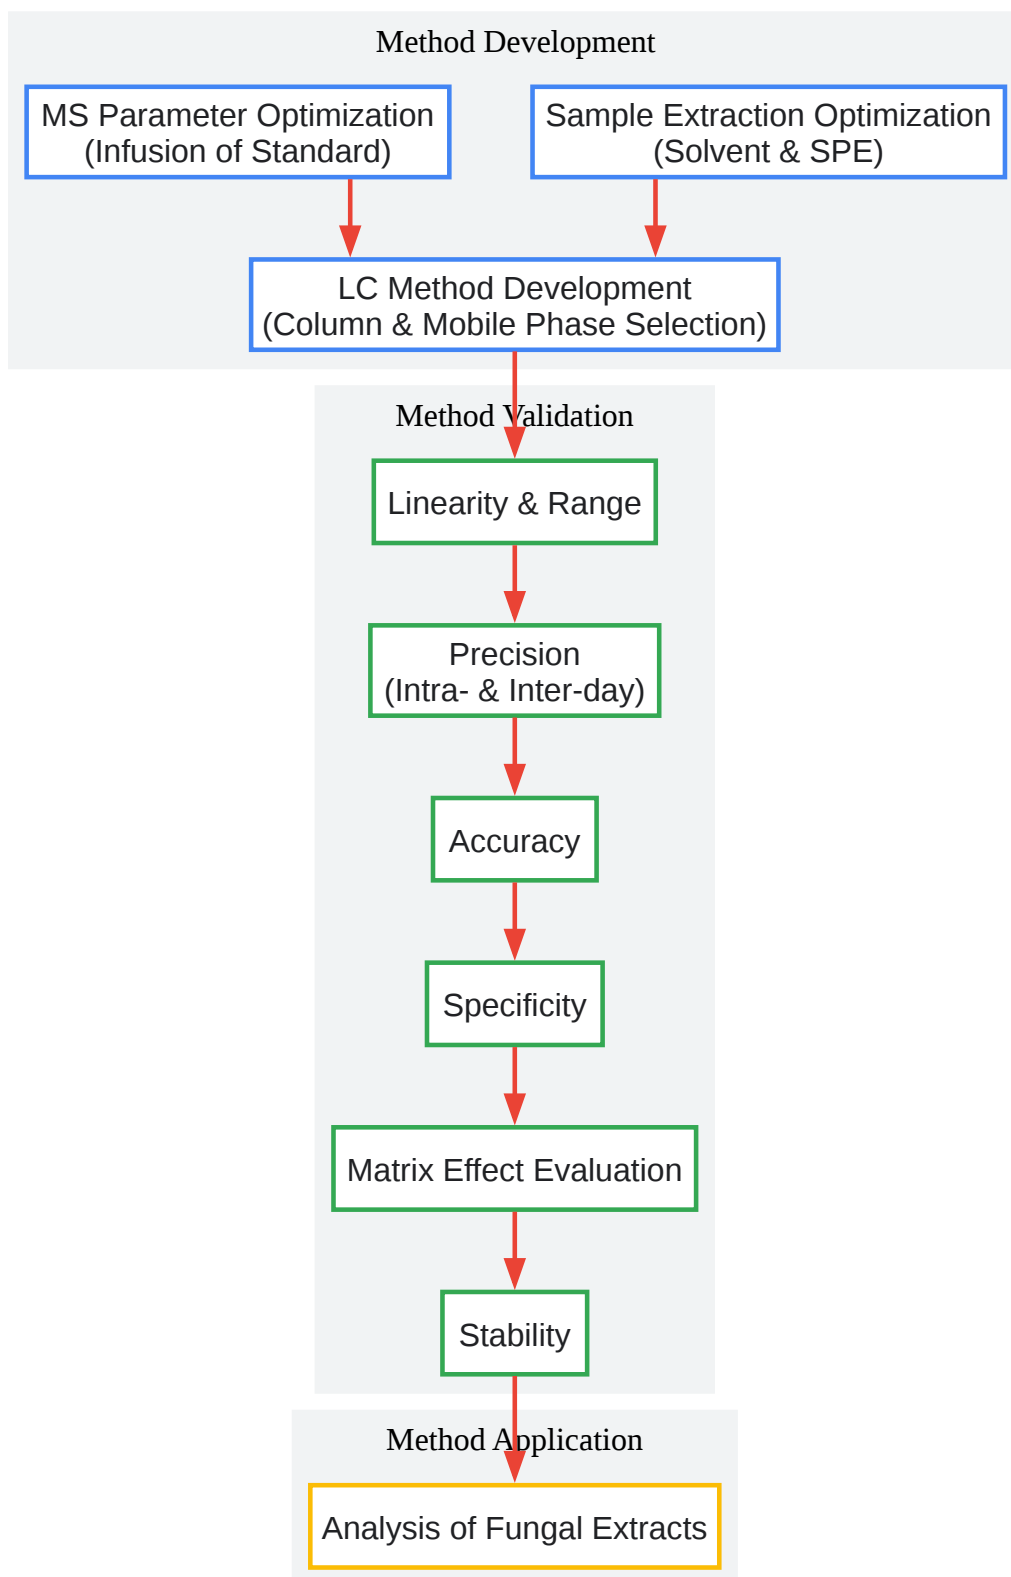 Method Development
MS Parameter Optimization
(Infusion of Standard)
Sample Extraction Optimization
(Solvent & SPE)
LC Method Development
(Column & Mobile Phase Selection)
Method Validation
Linearity & Range
Precision
(Intra- & Inter-day)
Accuracy
Specificity
Matrix Effect Evaluation
Stability
Method Application
Analysis of Fungal Extracts